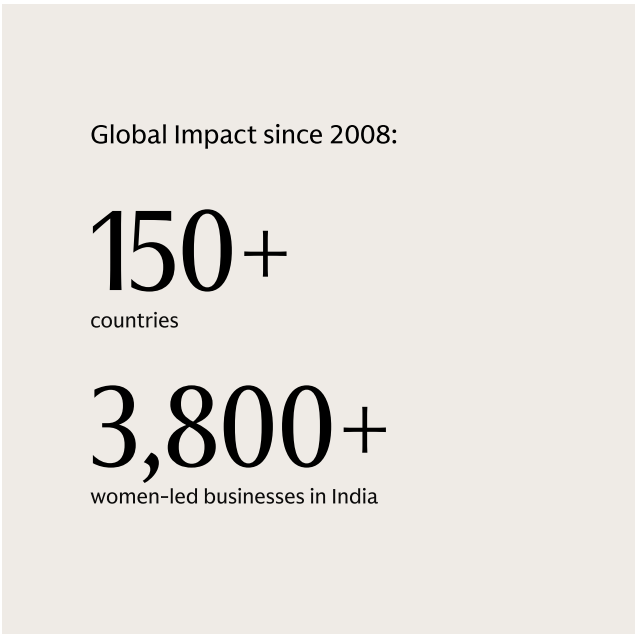 Global Impact since 2008:
150+
countries
3,800+
women-led businesses in India